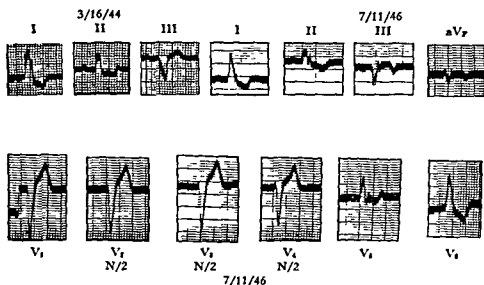 3/16/44 7/11/46
I II III I II III aVF
V1 V2 V3 V4 V5 V6
N/2 N/2 N/2
7/11/46